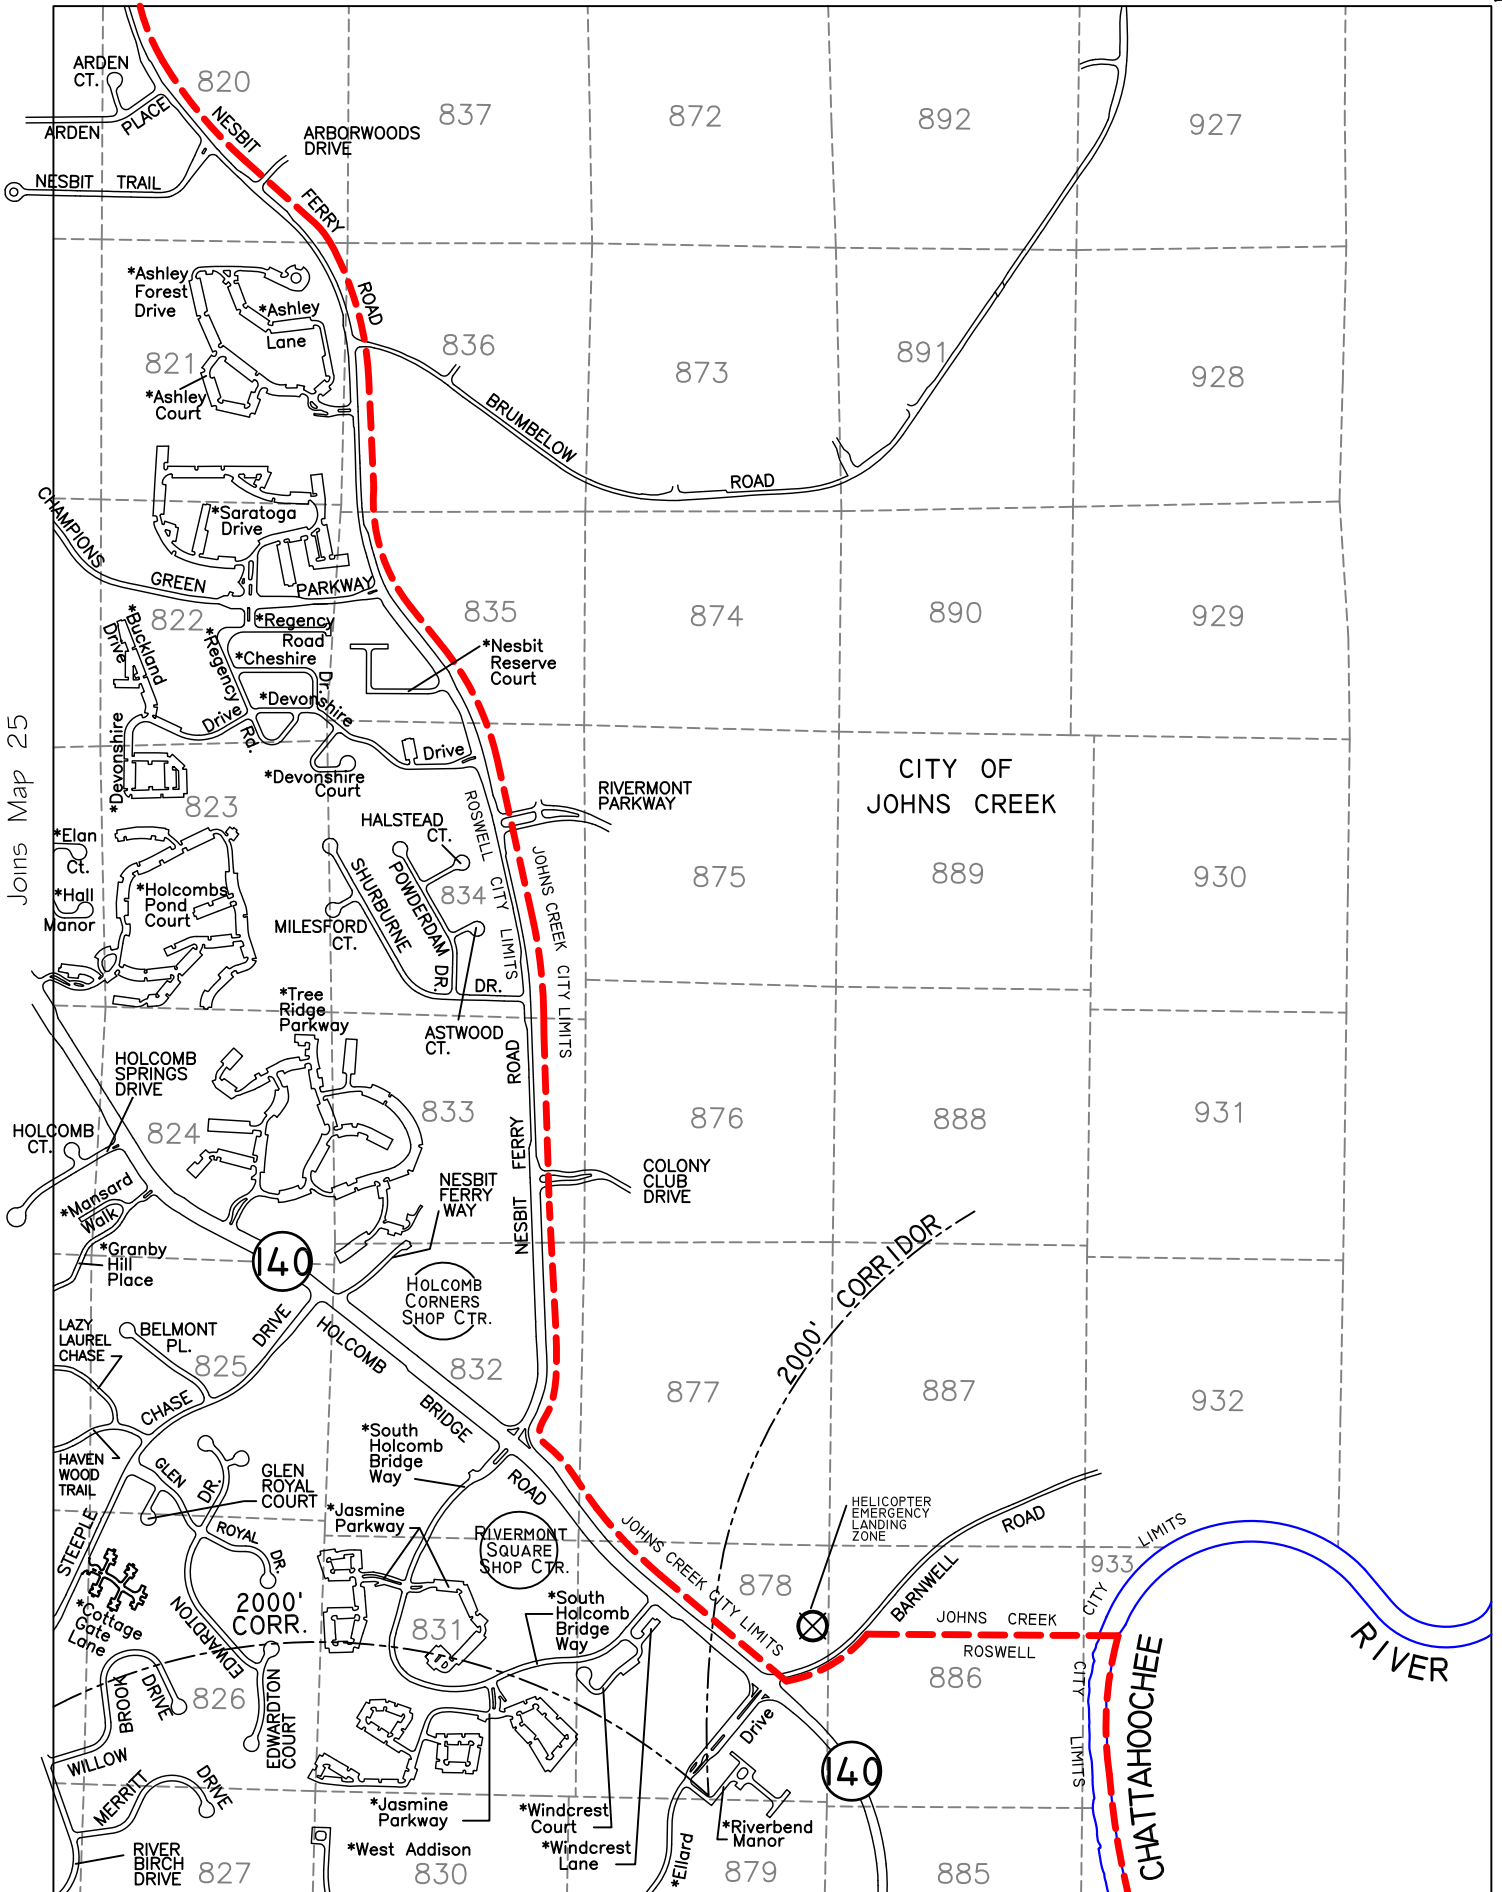 ARDEN
CT.
820
837
872
892
927
ARDEN PLACE
NESBIT FERRY ROAD
ARBORWOODS
DRIVE
NESBIT TRAIL
*Ashley
Forest
Drive
*Ashley
Lane
821
*Ashley
Court
836
873
891
928
BRUMBELOW ROAD
*Saratoga
Drive
CHAMPIONS GREEN PARKWAY
822
835
874
890
929
*Buckland
Drive
*Regency
Road
*Regency
Drive
*Cheshire
Dr.
*Nesbit
Reserve
Court
*Devonshire
Drive
Rd.
*Devonshire
Drive
*Devonshire
Court
Joins Map 25
823
CITY OF
JOHNS CREEK
RIVERMONT
PARKWAY
ROSWELL CITY LIMITS
JOHNS CREEK CITY LIMITS
HALSTEAD
CT.
*Elan
Ct.
*Hall
Manor
*Holcombs
Pond
Court
SHURBURNE DR.
POWDERDAM DR.
834
875
889
930
MILESFORD
CT.
ASTWOOD
CT.
*Tree
Ridge
Parkway
HOLCOMB
SPRINGS
DRIVE
HOLCOMB
CT.
824
833
876
888
931
NESBIT FERRY ROAD
COLONY
CLUB
DRIVE
*Mansard
Walk
*Granby
Hill
Place
NESBIT
FERRY
WAY
140
HOLCOMB
CORNERS
SHOP CTR.
2000' CORRIDOR
LAZY
LAUREL
CHASE
BELMONT
PL.
STEEPLE CHASE DRIVE
825
HOLCOMB BRIDGE ROAD
832
877
887
932
HAVEN
WOOD
TRAIL
GLEN ROYAL DR.
DR.
GLEN
ROYAL
COURT
*South
Holcomb
Bridge
Way
*Jasmine
Parkway
RIVERMONT
SQUARE
SHOP CTR.
HELICOPTER
EMERGENCY
LANDING
ZONE
BARNWELL ROAD
JOHNS CREEK CITY LIMITS
878
933
CITY LIMITS
*Cottage
Gate
Lane
EDWARDTON
2000'
CORR.
831
*South
Holcomb
Bridge
Way
JOHNS CREEK
ROSWELL
CITY LIMITS
886
CHATTAHOOCHEE RIVER
WILLOW BROOK DRIVE
826
EDWARDTON
COURT
Drive
140
MERRITT DRIVE
*Jasmine
Parkway
*Windcrest
Court
*Windcrest
Lane
*Riverbend
Manor
*Ellard
RIVER
BIRCH
DRIVE
827
*West Addison
830
879
885